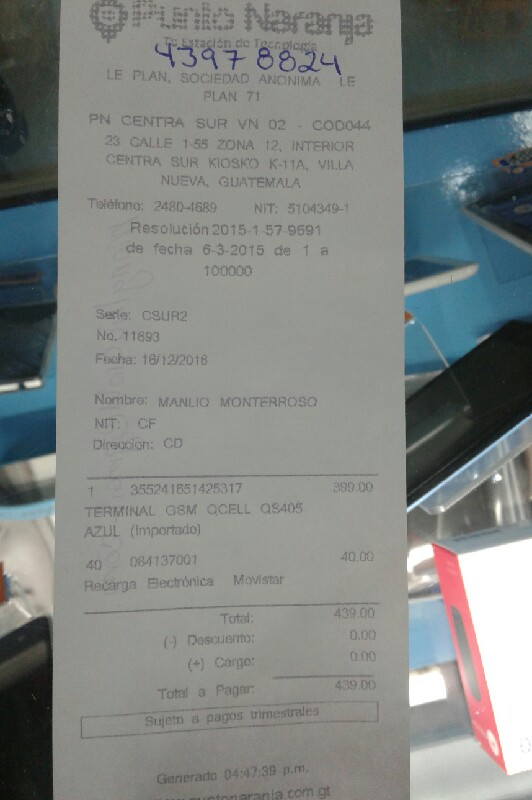 Punto Naranja
Tu Estación de Tecnología
4397 8824
LE PLAN, SOCIEDAD ANONIMA LE
PLAN 71
PN CENTRA SUR VN 02 - COD044
23 CALLE 1-55 ZONA 12, INTERIOR
CENTRA SUR KIOSKO K-11A, VILLA
NUEVA, GUATEMALA
Teléfono: 2480-4689 NIT: 5104349-1
Resolución 2015-1-57-9591
de fecha 6-3-2015 de 1 a
100000
Serie: CSUR2
No. 11693
Fecha: 16/12/2016
Nombre: MANLIO MONTERROSO
NIT: CF
Dirección: CD
1 355241651425317 399.00
TERMINAL GSM QCELL QS405
AZUL (Importado)
40 084137001 40.00
Recarga Electrónica Movistar
Total: 439.00
(-) Descuento: 0.00
(+) Cargo: 0.00
Total a Pagar: 439.00
Sujeto a pagos trimestrales
Generado 04:47:39 p.m.
www.puntonaranja.com.gt